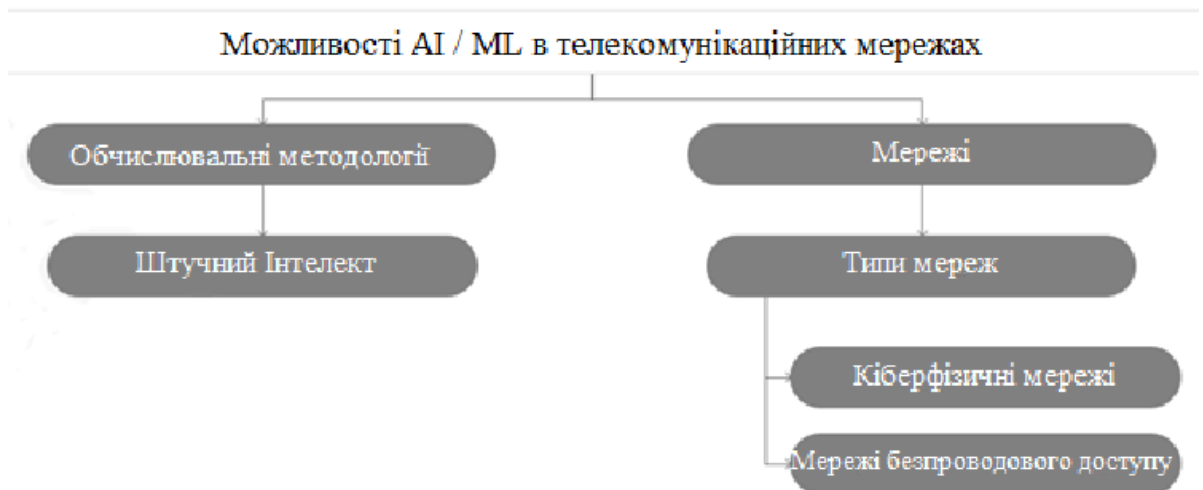 Можливості AI / ML в телекомунікаційних мережах
Обчислювальні методології
Мережі
Штучний Інтелект
Типи мереж
Кіберфізичні мережі
Мережі безпроводового доступу